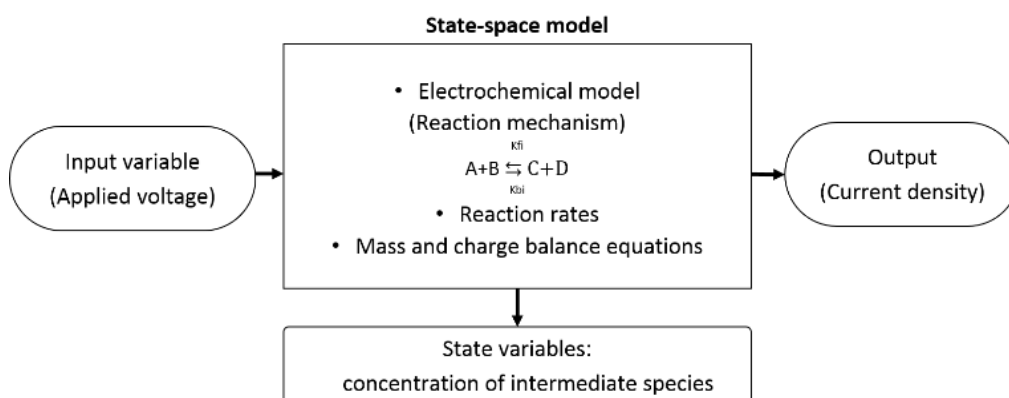 State-space model
• Electrochemical model
(Reaction mechanism)
Kfi
A+B ⇆ C+D
Kbi
• Reaction rates
• Mass and charge balance equations
Input variable
(Applied voltage)
Output
(Current density)
State variables:
concentration of intermediate species